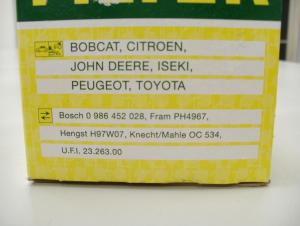 FILTER
BOBCAT, CITROEN,
JOHN DEERE, ISEKI,
PEUGEOT, TOYOTA
Bosch 0 986 452 028, Fram PH4967,
Hengst H97W07, Knecht/Mahle OC 534,
U.F.I. 23.263.00